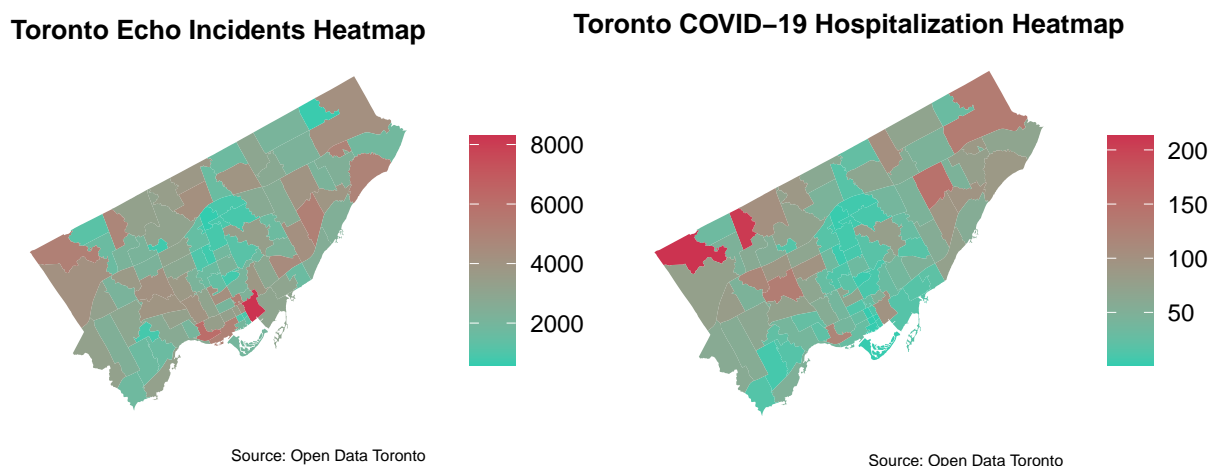 Toronto Echo Incidents Heatmap
8000
6000
4000
2000
Source: Open Data Toronto
Toronto COVID−19 Hospitalization Heatmap
200
150
100
50
Source: Open Data Toronto